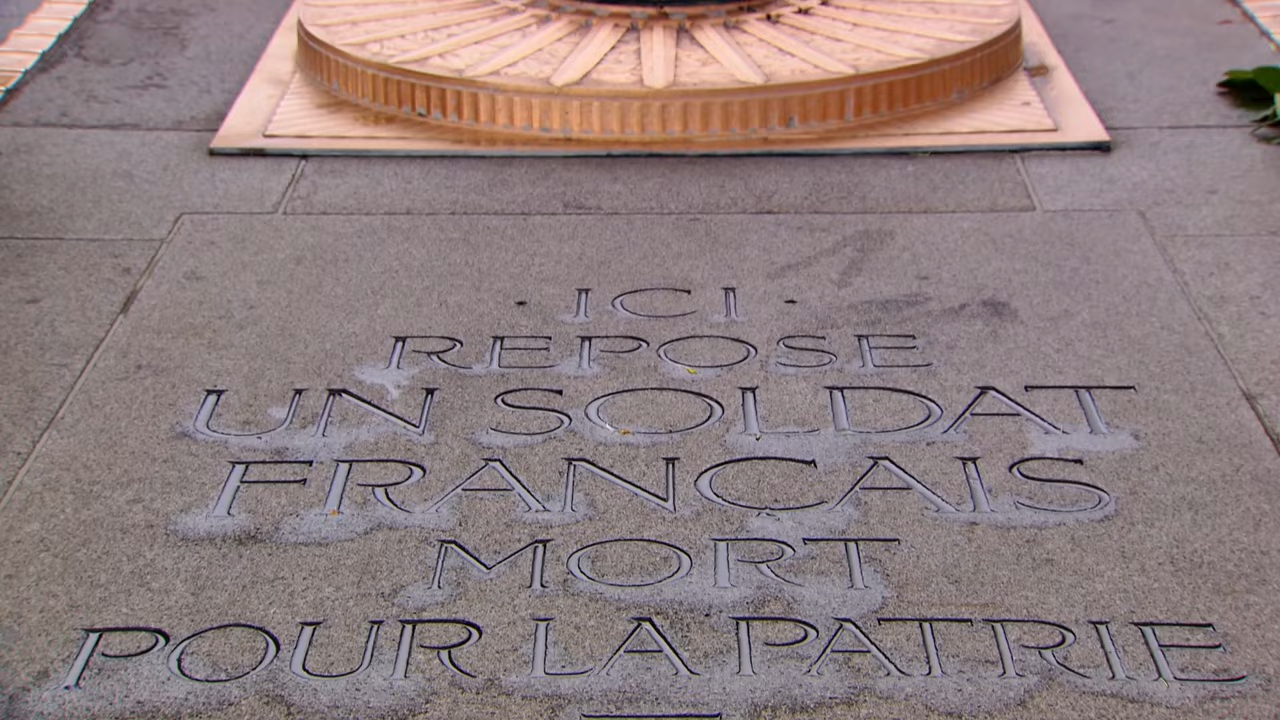 · ICI ·
REPOSE
UN SOLDAT
FRANÇAIS
MORT
POUR LA PATRIE